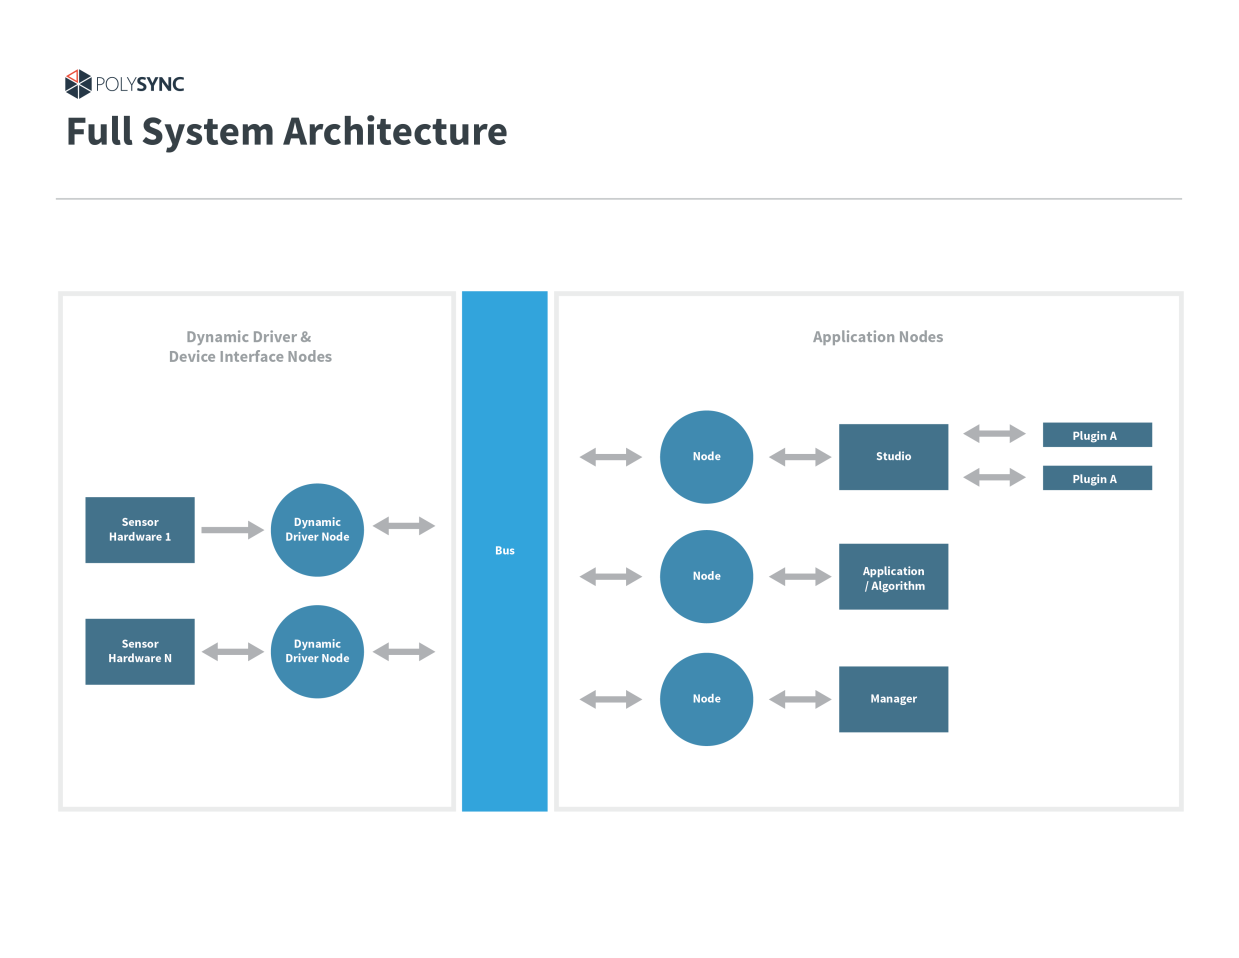 POLYSYNC
Full System Architecture
Dynamic Driver &
Device Interface Nodes
Sensor
Hardware 1
Dynamic
Driver Node
Sensor
Hardware N
Dynamic
Driver Node
Bus
Application Nodes
Node
Studio
Plugin A
Plugin A
Node
Application
/ Algorithm
Node
Manager